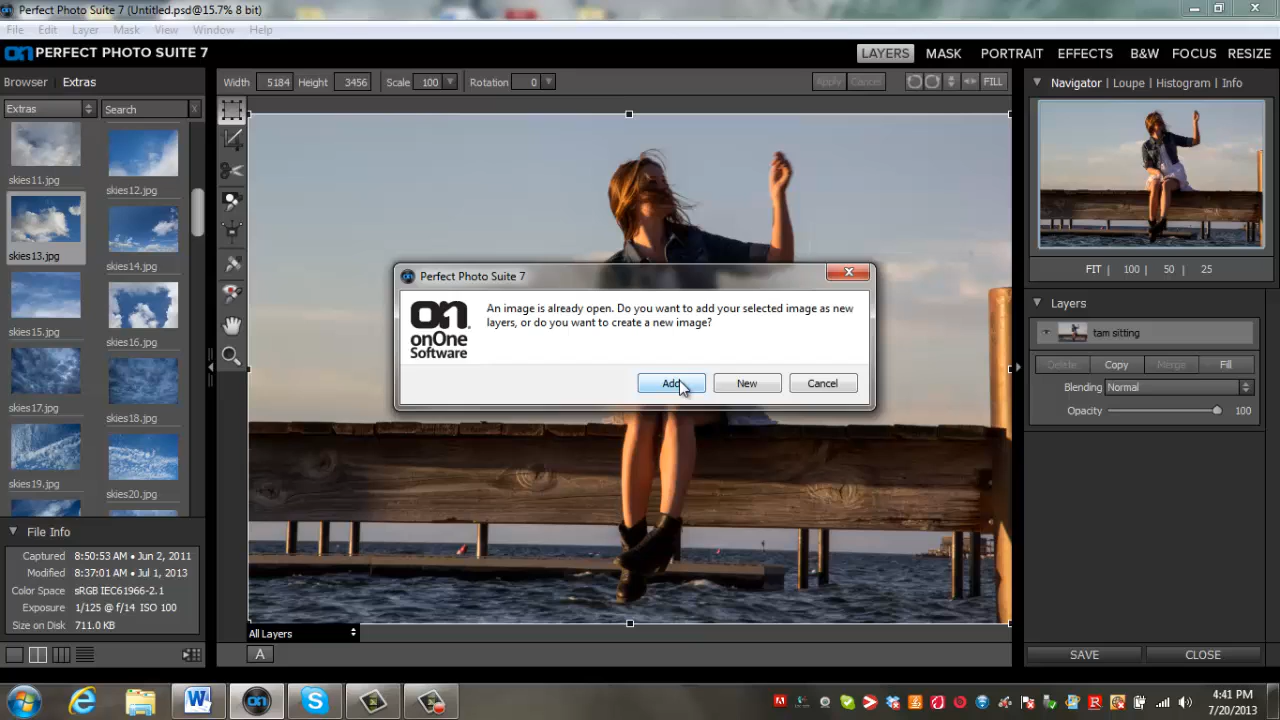 Perfect Photo Suite 7 (Untitled.psd@15.7% 8 bit)
File Edit Layer Mask View Window Help
on PERFECT PHOTO SUITE 7
LAYERS MASK PORTRAIT EFFECTS B&W FOCUS RESIZE
Browser Extras
Width 5184 Height 3456 Scale 100 Rotation 0 Apply Cancel FILL
Navigator Loupe Histogram Info
Extras Search x
skies11.jpg skies12.jpg
skies13.jpg skies14.jpg
skies15.jpg skies16.jpg
skies17.jpg skies18.jpg
skies19.jpg skies20.jpg
Perfect Photo Suite 7
An image is already open. Do you want to add your selected image as new
layers, or do you want to create a new image?
on
onOne
Software
Add New Cancel
FIT 100 50 25
Layers
tam sitting
Delete Copy Merge Fill
Blending Normal
Opacity 100
File Info
Captured 8:50:53 AM • Jun 2, 2011
Modified 8:37:01 AM • Jul 1, 2013
Color Space sRGB IEC61966-2.1
Exposure 1/125 @ f/14 ISO 100
Size on Disk 711.0 KB
All Layers
A
SAVE CLOSE
4:41 PM
7/20/2013